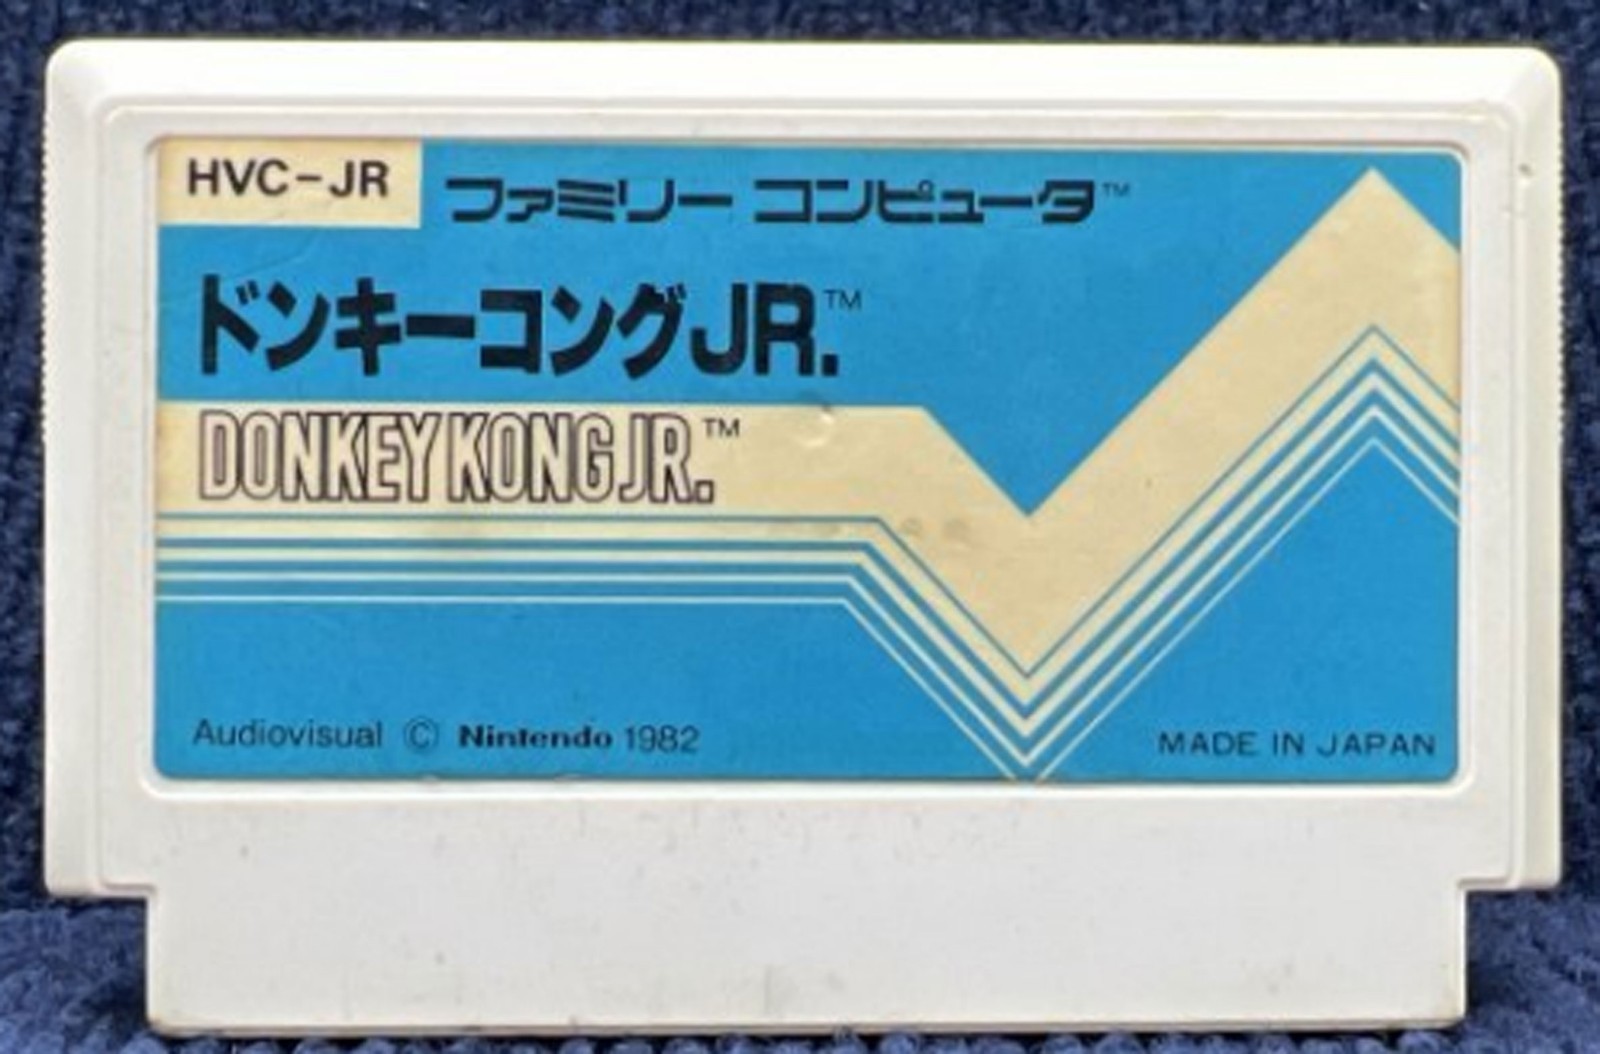 HVC-JR ファミリー コンピュータ™
ドンキーコングJR.™
DONKEY KONG JR.™
Audiovisual © Nintendo 1982 MADE IN JAPAN